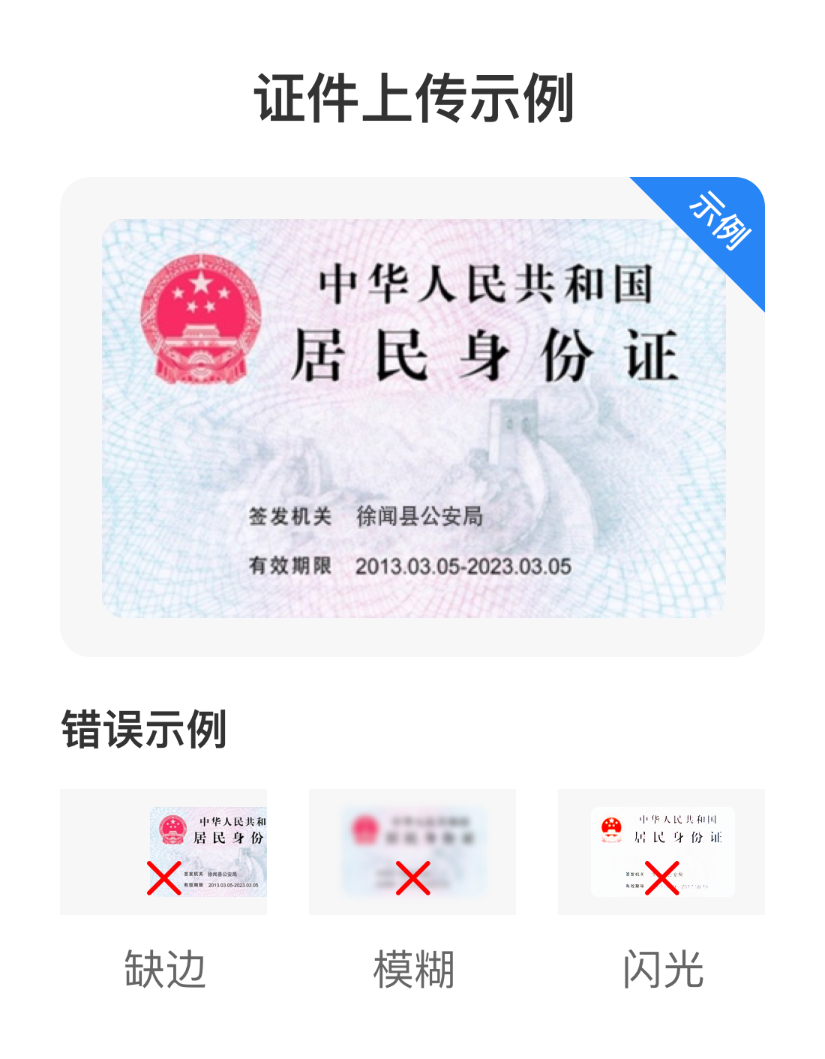 证件上传示例
示例
中华人民共和国
居民身份证
签发机关 徐闻县公安局
有效期限 2013.03.05-2023.03.05
错误示例
中华人民共和
居民身份
签发机关 徐闻县公安局
有效期限 2013.03.05-2023.03.05
中华人民共和国
居民身份证
签发机关
有效期限
缺边
模糊
闪光